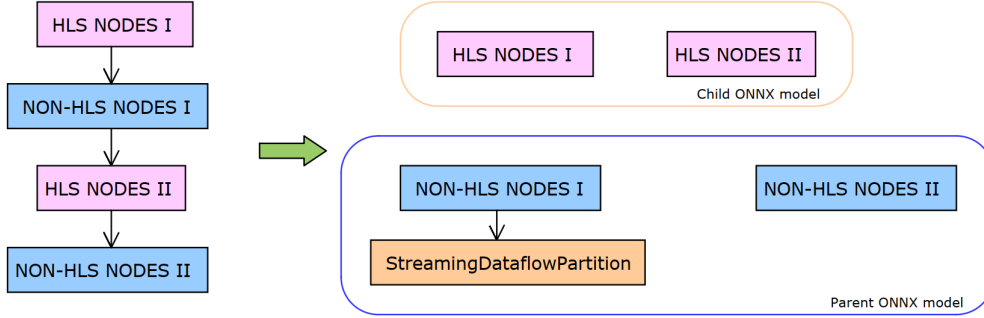 HLS NODES I
NON-HLS NODES I
HLS NODES II
NON-HLS NODES II
HLS NODES I
HLS NODES II
Child ONNX model
NON-HLS NODES I
NON-HLS NODES II
StreamingDataflowPartition
Parent ONNX model